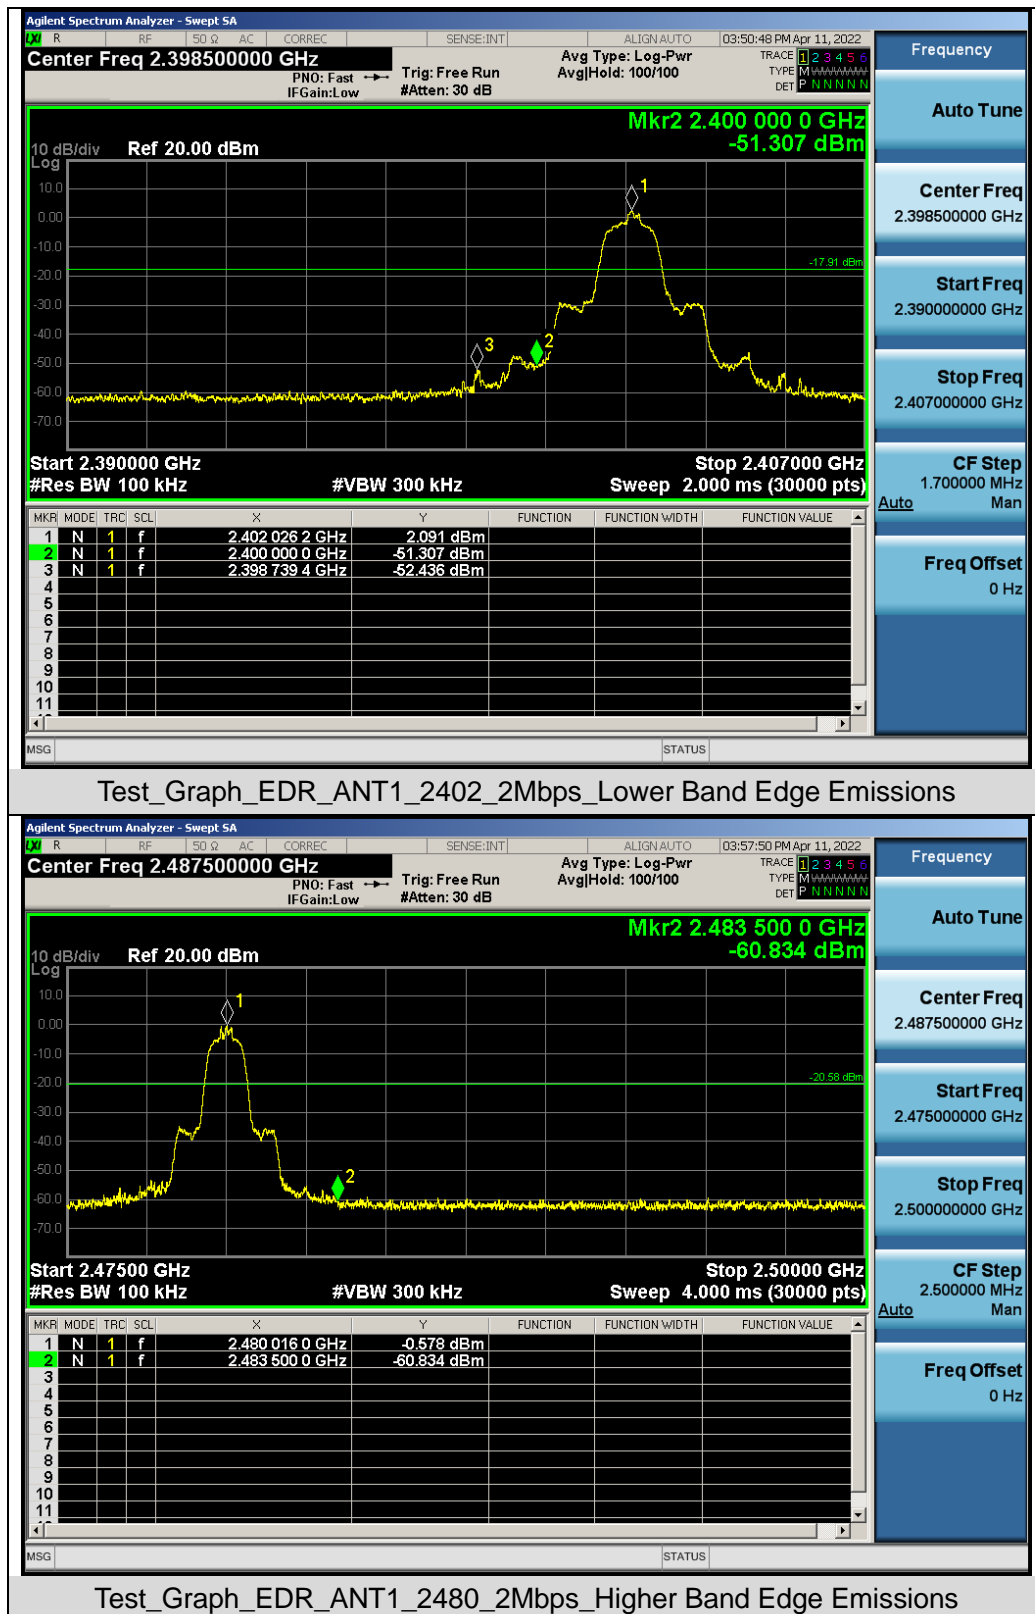 Agilent Spectrum Analyzer - Swept SA
LXI R RF 50 Ω AC CORREC SENSE:INT ALIGN AUTO 03:50:48 PM Apr 11, 2022
Center Freq 2.398500000 GHz Avg Type: Log-Pwr TRACE 1 2 3 4 5 6
PNO: Fast Trig: Free Run Avg|Hold: 100/100 TYPE M WWWWW
IFGain:Low #Atten: 30 dB DET P N N N N N
Frequency
Auto Tune
Mkr2 2.400 000 0 GHz
-51.307 dBm
10 dB/div Ref 20.00 dBm
Log
10.0
0.00
-10.0
-20.0
-30.0
-40.0
-50.0
-60.0
-70.0
1
-17.91 dBm
3
2
Start 2.390000 GHz Stop 2.407000 GHz
#Res BW 100 kHz #VBW 300 kHz Sweep 2.000 ms (30000 pts)
Center Freq
2.398500000 GHz
Start Freq
2.390000000 GHz
Stop Freq
2.407000000 GHz
CF Step
1.700000 MHz
Auto Man
Freq Offset
0 Hz
MKR MODE TRC SCL X Y FUNCTION FUNCTION WIDTH FUNCTION VALUE
1 N 1 f 2.402 026 2 GHz 2.091 dBm
2 N 1 f 2.400 000 0 GHz -51.307 dBm
3 N 1 f 2.398 739 4 GHz -52.436 dBm
4
5
6
7
8
9
10
11
MSG STATUS
Test_Graph_EDR_ANT1_2402_2Mbps_Lower Band Edge Emissions
Agilent Spectrum Analyzer - Swept SA
LXI R RF 50 Ω AC CORREC SENSE:INT ALIGN AUTO 03:57:50 PM Apr 11, 2022
Center Freq 2.487500000 GHz Avg Type: Log-Pwr TRACE 1 2 3 4 5 6
PNO: Fast Trig: Free Run Avg|Hold: 100/100 TYPE M WWWWW
IFGain:Low #Atten: 30 dB DET P N N N N N
Frequency
Auto Tune
Mkr2 2.483 500 0 GHz
-60.834 dBm
10 dB/div Ref 20.00 dBm
Log
10.0
0.00
-10.0
-20.0
-30.0
-40.0
-50.0
-60.0
-70.0
1
-20.58 dBm
2
Start 2.47500 GHz Stop 2.50000 GHz
#Res BW 100 kHz #VBW 300 kHz Sweep 4.000 ms (30000 pts)
Center Freq
2.487500000 GHz
Start Freq
2.475000000 GHz
Stop Freq
2.500000000 GHz
CF Step
2.500000 MHz
Auto Man
Freq Offset
0 Hz
MKR MODE TRC SCL X Y FUNCTION FUNCTION WIDTH FUNCTION VALUE
1 N 1 f 2.480 016 0 GHz -0.578 dBm
2 N 1 f 2.483 500 0 GHz -60.834 dBm
3
4
5
6
7
8
9
10
11
MSG STATUS
Test_Graph_EDR_ANT1_2480_2Mbps_Higher Band Edge Emissions